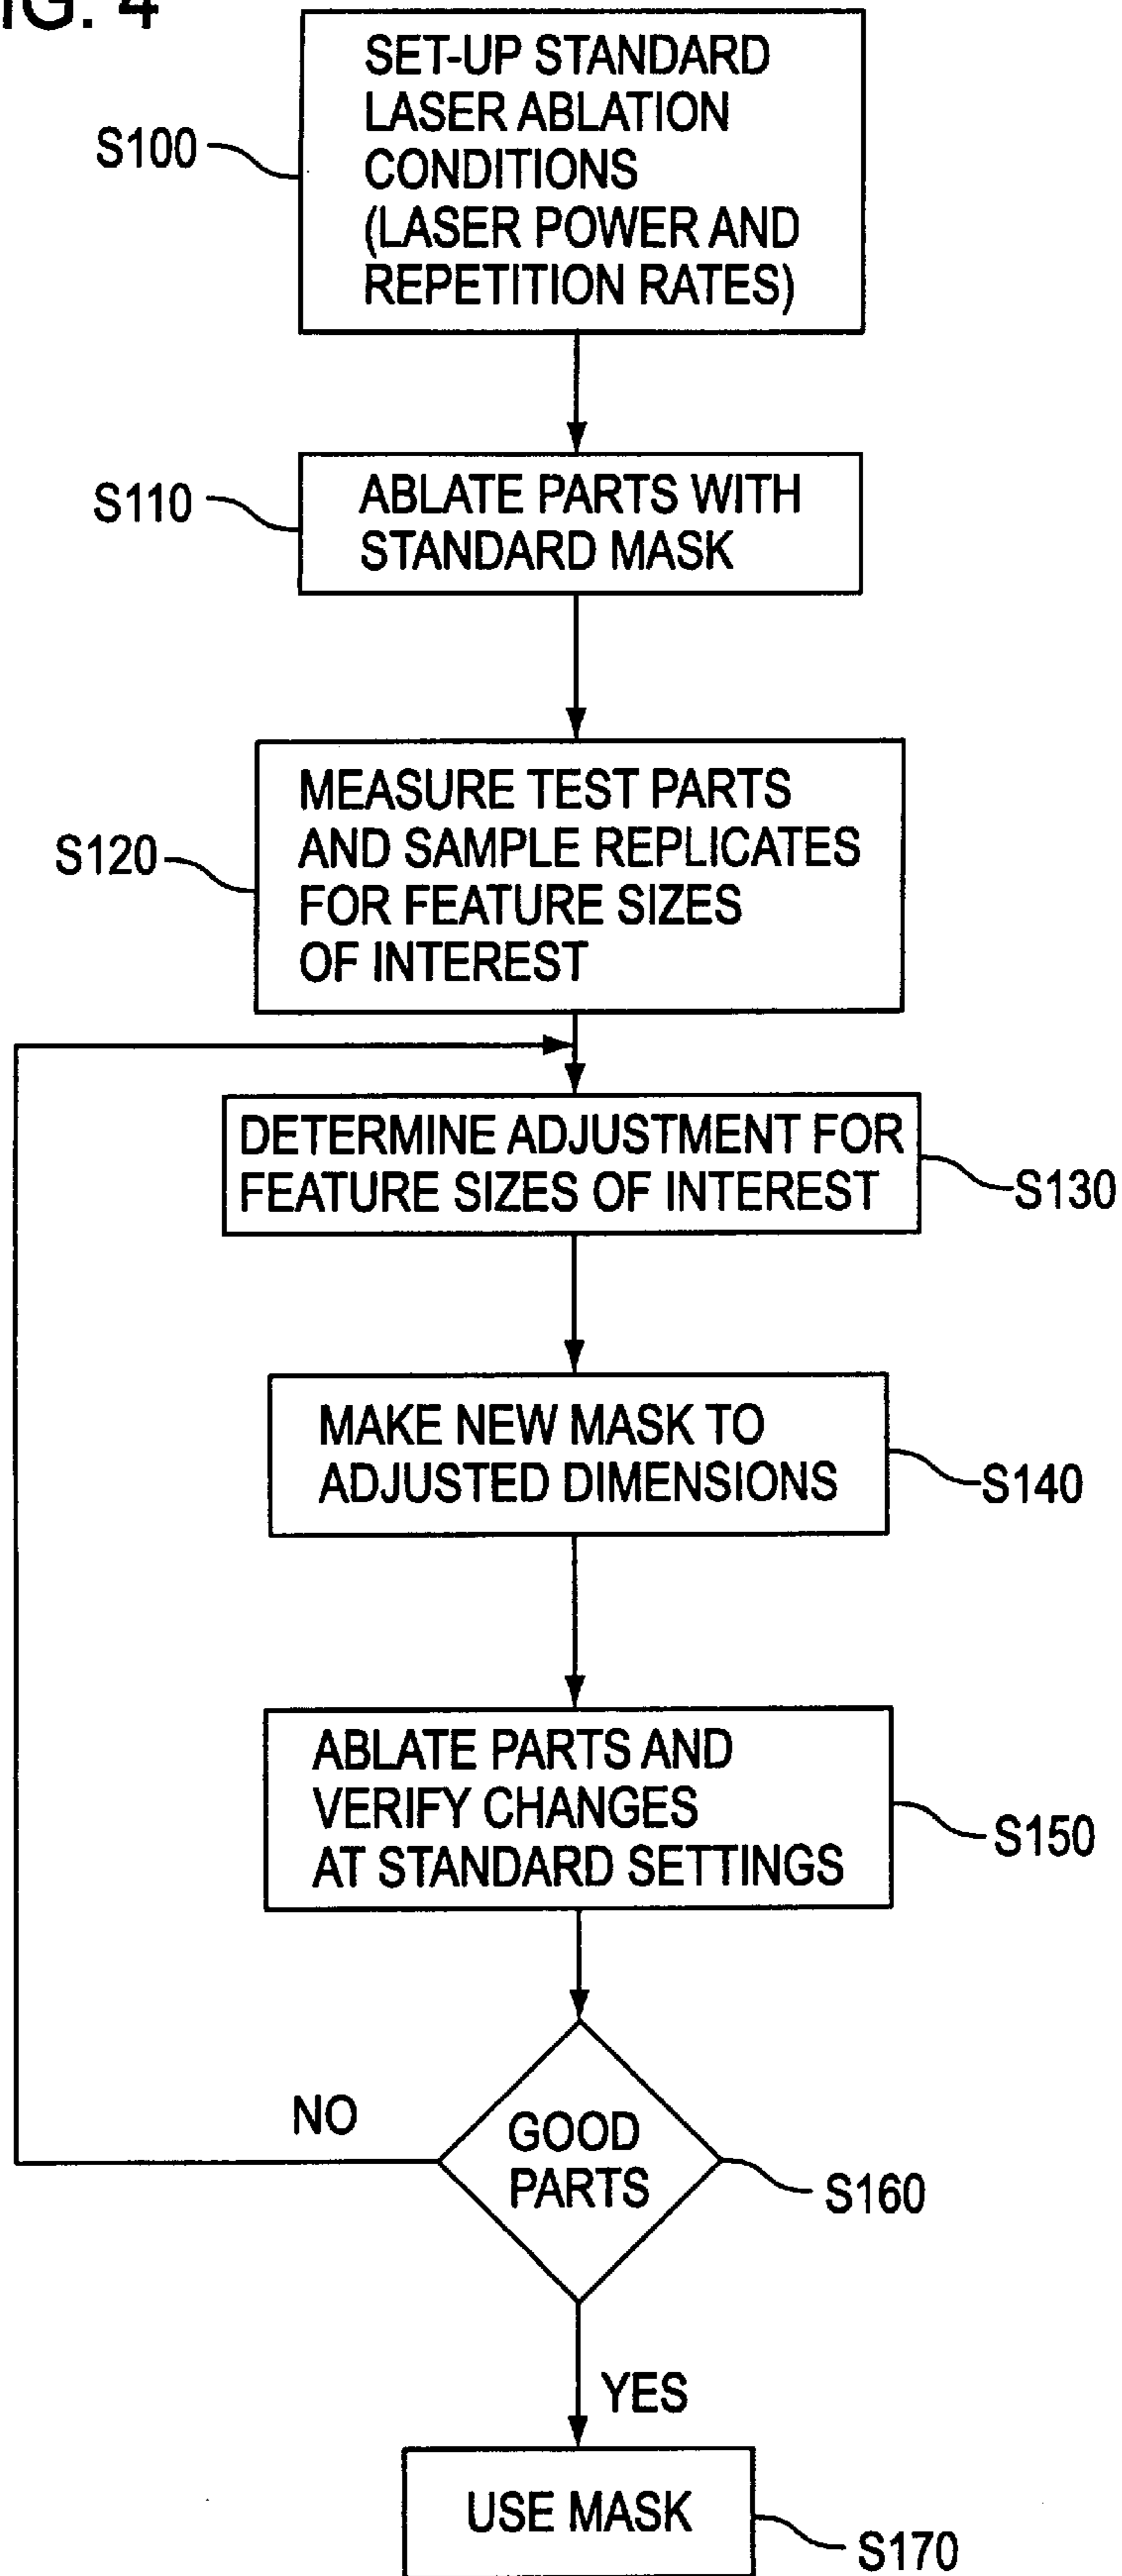 FIG. 4
SET-UP STANDARD
LASER ABLATION
CONDITIONS
(LASER POWER AND
REPETITION RATES)
S100
ABLATE PARTS WITH
STANDARD MASK
S110
MEASURE TEST PARTS
AND SAMPLE REPLICATES
FOR FEATURE SIZES
OF INTEREST
S120
DETERMINE ADJUSTMENT FOR
FEATURE SIZES OF INTEREST
S130
MAKE NEW MASK TO
ADJUSTED DIMENSIONS
S140
ABLATE PARTS AND
VERIFY CHANGES
AT STANDARD SETTINGS
S150
NO
GOOD
PARTS
S160
YES
USE MASK
S170